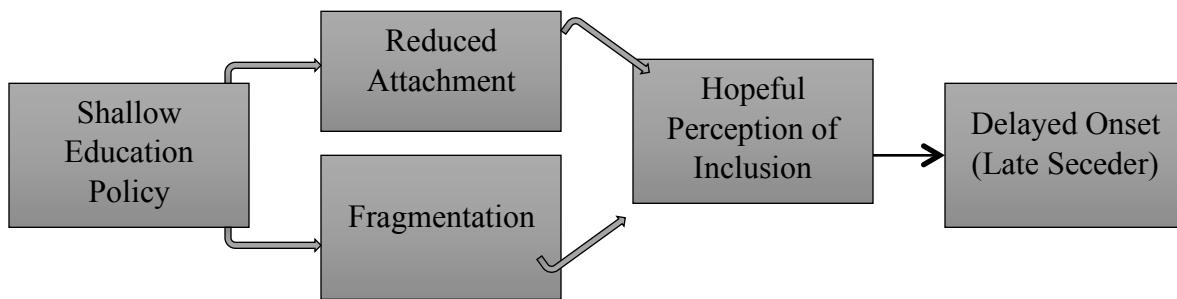 Shallow
Education
Policy
Reduced
Attachment
Fragmentation
Hopeful
Perception of
Inclusion
Delayed Onset
(Late Seceder)